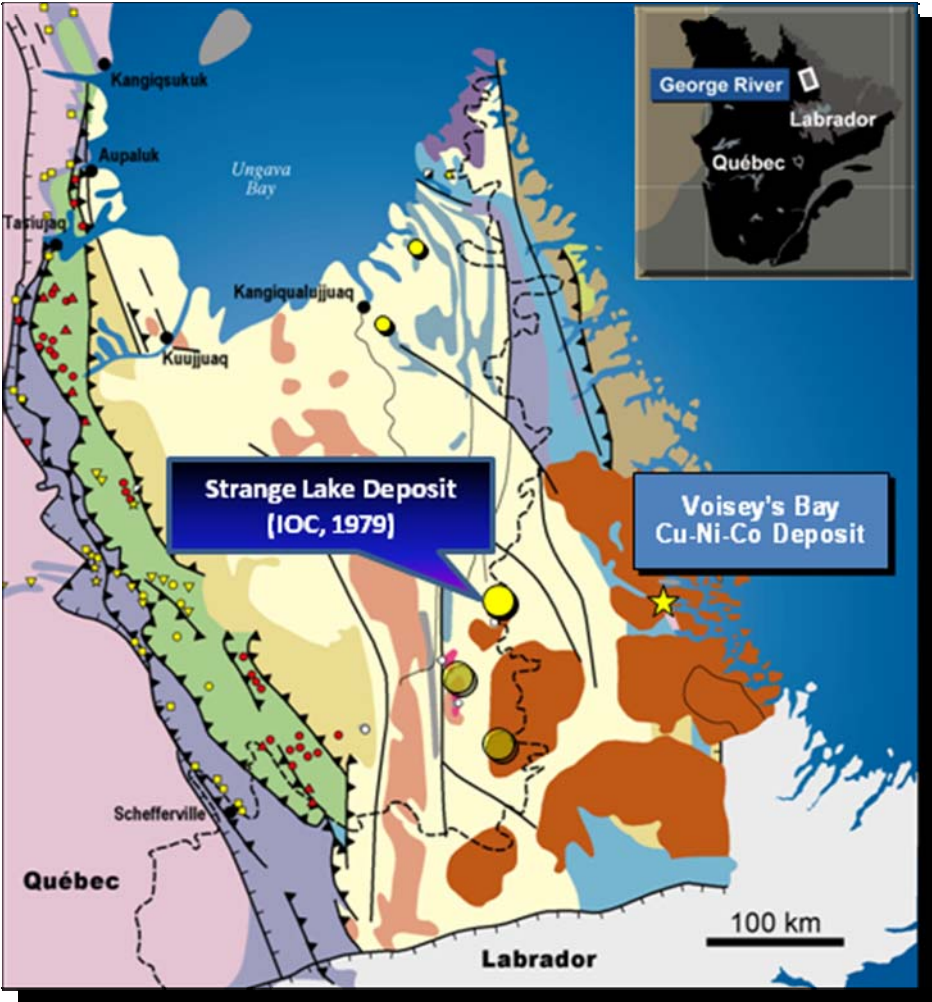 Kangiqsukuk
Aupaluk
Tasiujaq
Ungava
Bay
Kangiqualujjuaq
Kuujjuaq
George River
Labrador
Québec
Strange Lake Deposit
(IOC, 1979)
Voisey's Bay
Cu-Ni-Co Deposit
Schefferville
Québec
100 km
Labrador